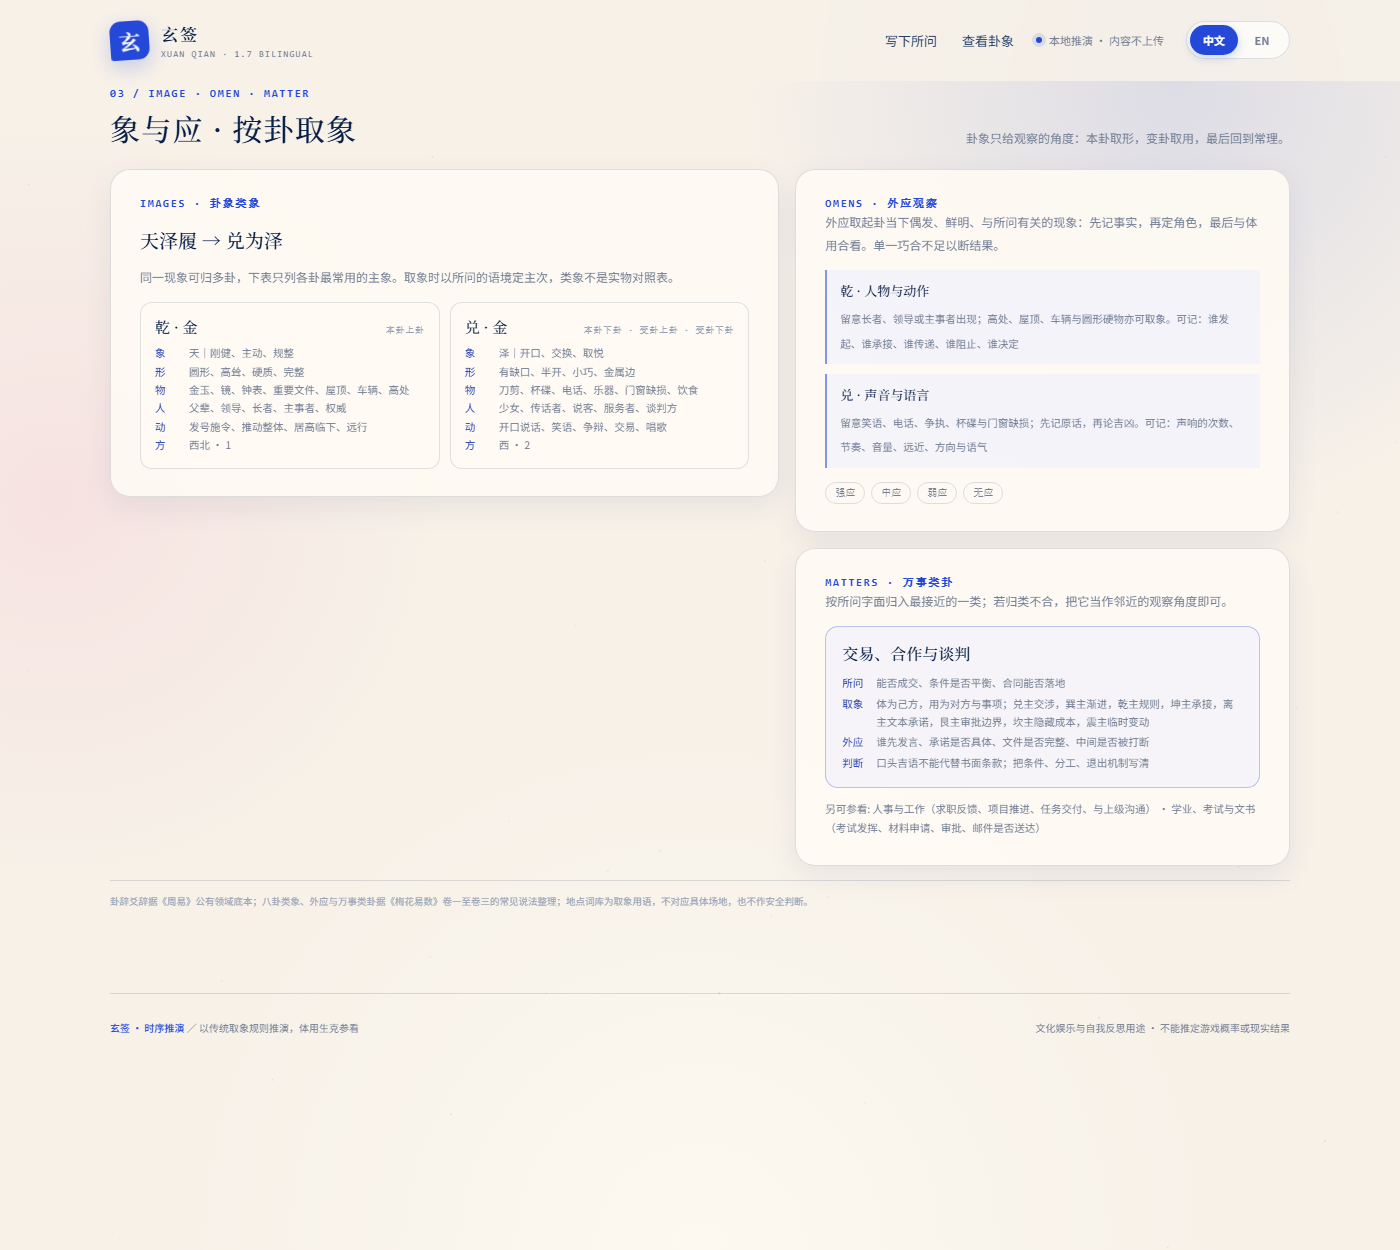 玄
玄签
XUAN QIAN · 1.7 BILINGUAL
写下所问
查看卦象
本地推演 · 内容不上传
中文
EN
03 / IMAGE · OMEN · MATTER
象与应 · 按卦取象
卦象只给观察的角度：本卦取形，变卦取用，最后回到常理。
IMAGES · 卦象类象
天泽履 → 兑为泽
同一现象可归多卦，下表只列各卦最常用的主象。取象时以所问的语境定主次，类象不是实物对照表。
乾 · 金
本卦上卦
象 天｜刚健、主动、规整
形 圆形、高耸、硬质、完整
物 金玉、镜、钟表、重要文件、屋顶、车辆、高处
人 父辈、领导、长者、主事者、权威
动 发号施令、推动整体、居高临下、远行
方 西北 · 1
兑 · 金
本卦下卦 · 变卦上卦 · 变卦下卦
象 泽｜开口、交换、取悦
形 有缺口、半开、小巧、金属边
物 刀剪、杯碟、电话、乐器、门窗缺损、饮食
人 少女、传话者、说客、服务者、谈判方
动 开口说话、笑语、争辩、交易、唱歌
方 西 · 2
OMENS · 外应观察
外应取起卦当下偶发、鲜明、与所问有关的现象：先记事实，再定角色，最后与体
用合看。单一巧合不足以断结果。
乾 · 人物与动作
留意长者、领导或主事者出现；高处、屋顶、车辆与圆形硬物亦可取象。可记：谁发
起、谁承接、谁传递、谁阻止、谁决定
兑 · 声音与语言
留意笑语、电话、争执、杯碟与门窗缺损；先记原话，再论吉凶。可记：声响的次数、
节奏、音量、远近、方向与语气
强应
中应
弱应
无应
MATTERS · 万事类卦
按所问字面归入最接近的一类；若归类不合，把它当作邻近的观察角度即可。
交易、合作与谈判
所问 能否成交、条件是否平衡、合同能否落地
取象 体为己方，用为对方与事项；兑主交涉，巽主渐进，乾主规则，坤主承接，离
主文本承诺，艮主审批边界，坎主隐藏成本，震主临时变动
外应 谁先发言、承诺是否具体、文件是否完整、中间是否被打断
判断 口头吉语不能代替书面条款；把条件、分工、退出机制写清
另可参看: 人事与工作（求职反馈、项目推进、任务交付、与上级沟通） · 学业、考试与文书
（考试发挥、材料申请、审批、邮件是否送达）
卦辞爻辞据《周易》公有领域底本；八卦类象、外应与万事类卦据《梅花易数》卷一至卷三的常见说法整理；地点词库为取象用语，不对应具体场地，也不作安全判断。
玄签 · 时序推演 ／ 以传统取象规则推演，体用生克参看
文化娱乐与自我反思用途 · 不能推定游戏概率或现实结果